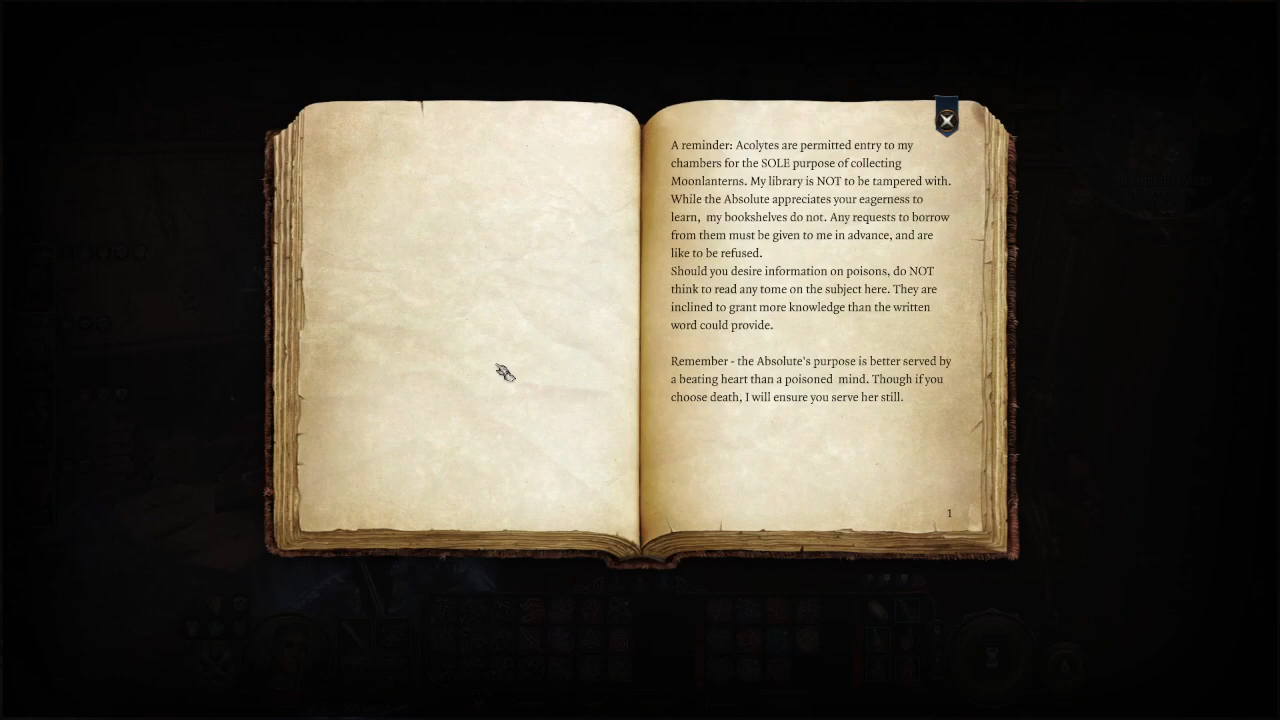 A reminder: Acolytes are permitted entry to my
chambers for the SOLE purpose of collecting
Moonlanterns. My library is NOT to be tampered with.
While the Absolute appreciates your eagerness to
learn, my bookshelves do not. Any requests to borrow
from them must be given to me in advance, and are
like to be refused.
Should you desire information on poisons, do NOT
think to read any tome on the subject here. They are
inclined to grant more knowledge than the written
word could provide.
Remember - the Absolute's purpose is better served by
a beating heart than a poisoned mind. Though if you
choose death, I will ensure you serve her still.
1